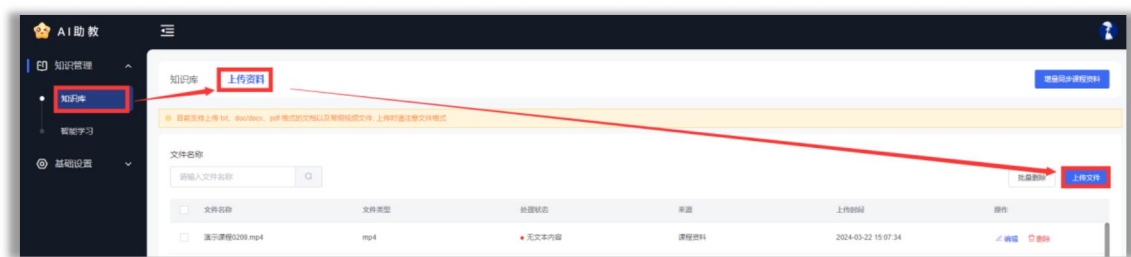 AI助教
知识管理
知识库
智能学习
基础设置
知识库 上传资料
增量同步课程资料
目前支持上传 txt、doc/docx、pdf 格式的文档以及常规视频文件, 上传时请注意文件格式
文件名称
请输入文件名称
批量删除 上传文件
文件名称 文件类型 处理状态 来源 上传时间 操作
演示课程0209.mp4 mp4 无文本内容 课程资料 2024-03-22 15:07:34 编辑 删除